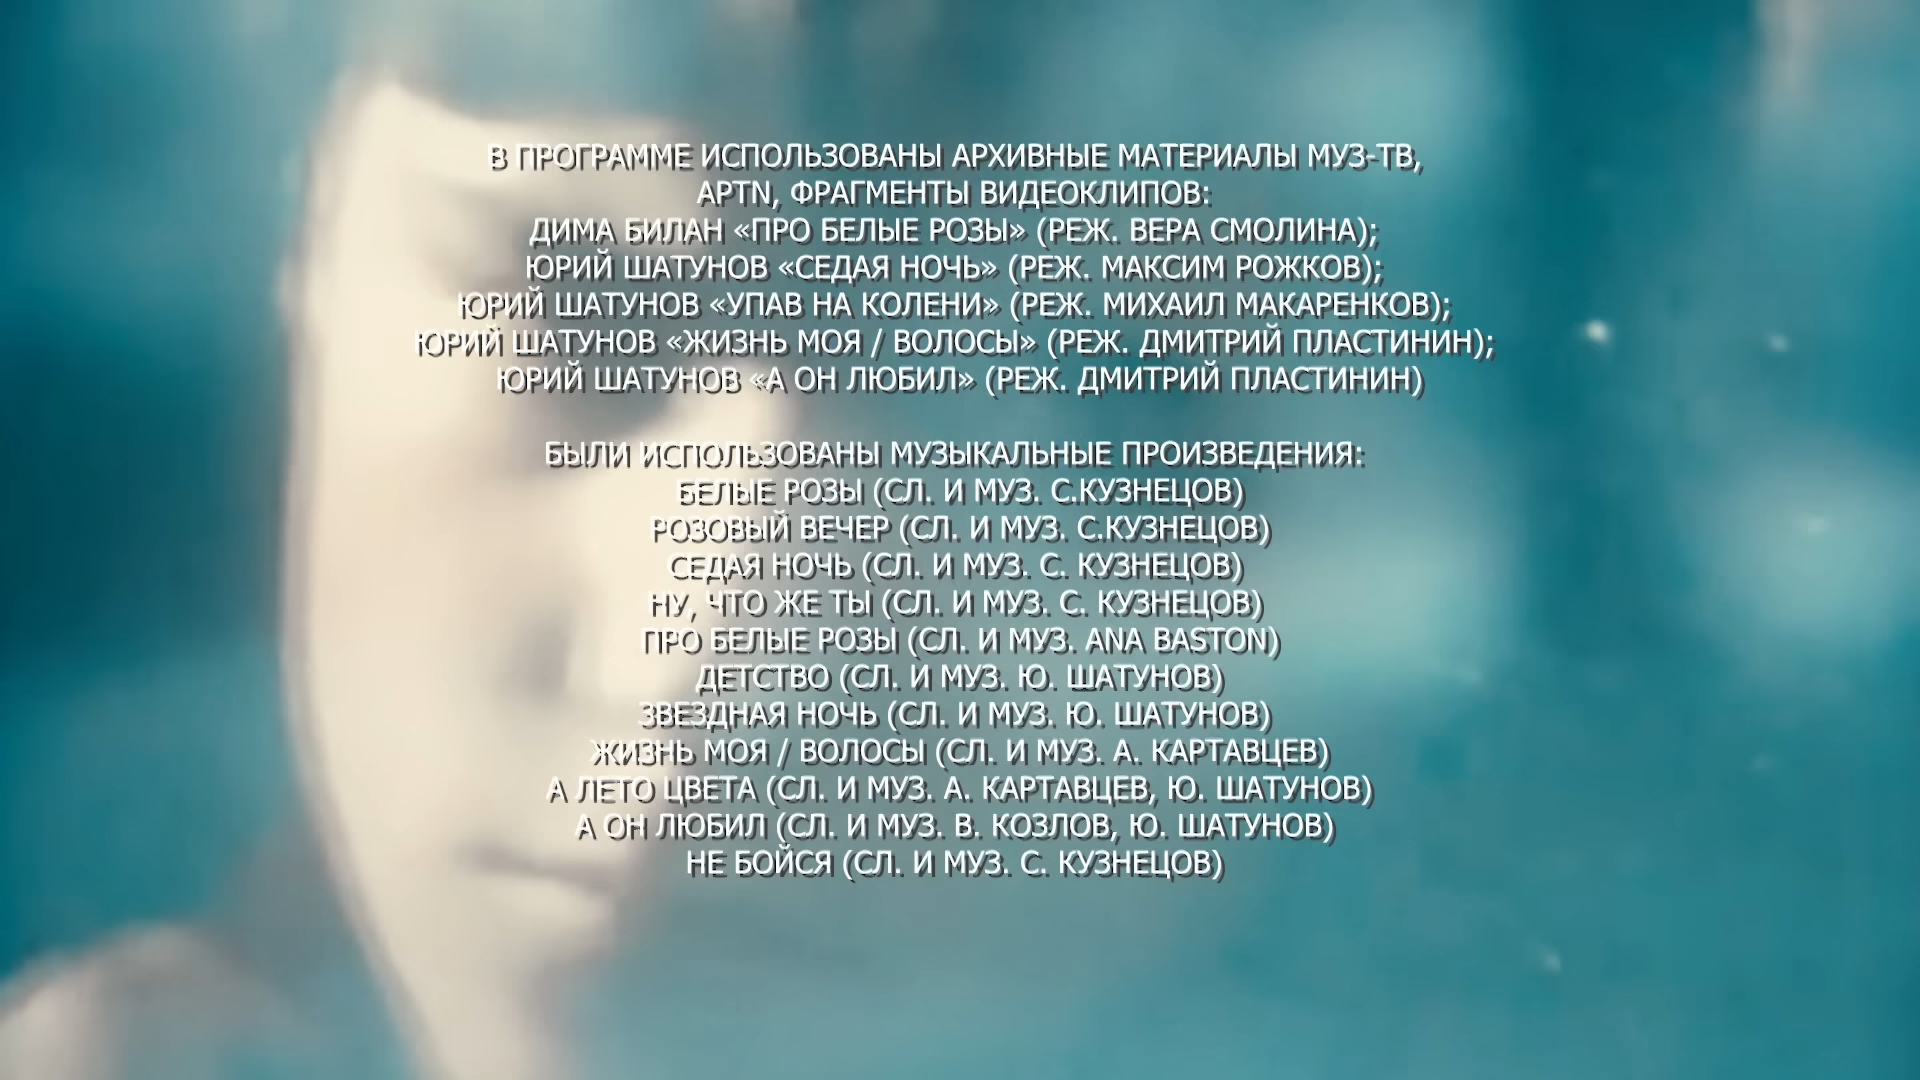 В ПРОГРАММЕ ИСПОЛЬЗОВАНЫ АРХИВНЫЕ МАТЕРИАЛЫ МУЗ-ТВ,
APTN, ФРАГМЕНТЫ ВИДЕОКЛИПОВ:
ДИМА БИЛАН «ПРО БЕЛЫЕ РОЗЫ» (РЕЖ. ВЕРА СМОЛИНА);
ЮРИЙ ШАТУНОВ «СЕДАЯ НОЧЬ» (РЕЖ. МАКСИМ РОЖКОВ);
ЮРИЙ ШАТУНОВ «УПАВ НА КОЛЕНИ» (РЕЖ. МИХАИЛ МАКАРЕНКОВ);
ЮРИЙ ШАТУНОВ «ЖИЗНЬ МОЯ / ВОЛОСЫ» (РЕЖ. ДМИТРИЙ ПЛАСТИНИН);
ЮРИЙ ШАТУНОВ «А ОН ЛЮБИЛ» (РЕЖ. ДМИТРИЙ ПЛАСТИНИН)
БЫЛИ ИСПОЛЬЗОВАНЫ МУЗЫКАЛЬНЫЕ ПРОИЗВЕДЕНИЯ:
БЕЛЫЕ РОЗЫ (СЛ. И МУЗ. С.КУЗНЕЦОВ)
РОЗОВЫЙ ВЕЧЕР (СЛ. И МУЗ. С.КУЗНЕЦОВ)
СЕДАЯ НОЧЬ (СЛ. И МУЗ. С. КУЗНЕЦОВ)
НУ, ЧТО ЖЕ ТЫ (СЛ. И МУЗ. С. КУЗНЕЦОВ)
ПРО БЕЛЫЕ РОЗЫ (СЛ. И МУЗ. ANA BASTON)
ДЕТСТВО (СЛ. И МУЗ. Ю. ШАТУНОВ)
ЗВЕЗДНАЯ НОЧЬ (СЛ. И МУЗ. Ю. ШАТУНОВ)
ЖИЗНЬ МОЯ / ВОЛОСЫ (СЛ. И МУЗ. А. КАРТАВЦЕВ)
А ЛЕТО ЦВЕТА (СЛ. И МУЗ. А. КАРТАВЦЕВ, Ю. ШАТУНОВ)
А ОН ЛЮБИЛ (СЛ. И МУЗ. В. КОЗЛОВ, Ю. ШАТУНОВ)
НЕ БОЙСЯ (СЛ. И МУЗ. С. КУЗНЕЦОВ)